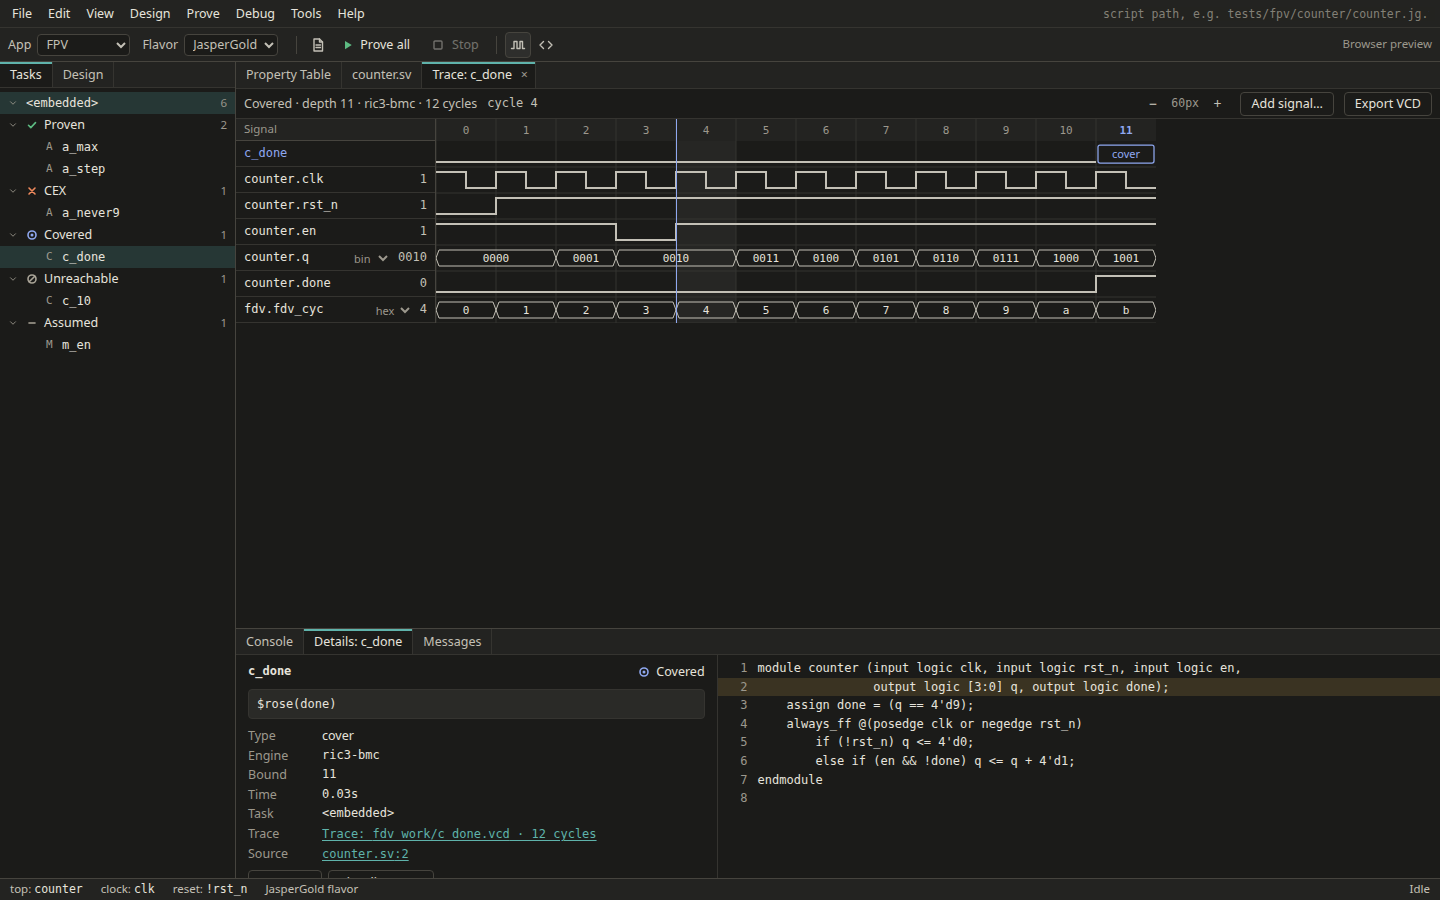 File Edit View Design Prove Debug Tools Help script path, e.g. tests/fpv/counter/counter.jg.
App FPV Flavor JasperGold Prove all Stop Browser preview
Tasks Design
<embedded> 6
Proven 2
A a_max
A a_step
CEX 1
A a_never9
Covered 1
C c_done
Unreachable 1
C c_10
Assumed 1
M m_en
Property Table counter.sv Trace: c_done ×
Covered · depth 11 · ric3-bmc · 12 cycles cycle 4 − 60px + Add signal... Export VCD
Signal 0 1 2 3 4 5 6 7 8 9 10 11
c_done cover
counter.clk 1
counter.rst_n 1
counter.en 1
counter.q bin 0010 0000 0001 0010 0011 0100 0101 0110 0111 1000 1001
counter.done 0
fdv.fdv_cyc hex 4 0 1 2 3 4 5 6 7 8 9 a b
Console Details: c_done Messages
c_done Covered
$rose(done)
Type cover
Engine ric3-bmc
Bound 11
Time 0.03s
Task <embedded>
Trace Trace: fdv_work/c_done.vcd · 12 cycles
Source counter.sv:2
1 module counter (input logic clk, input logic rst_n, input logic en,
2 output logic [3:0] q, output logic done);
3 assign done = (q == 4'd9);
4 always_ff @(posedge clk or negedge rst_n)
5 if (!rst_n) q <= 4'd0;
6 else if (en && !done) q <= q + 4'd1;
7 endmodule
8
top: counter clock: clk reset: !rst_n JasperGold flavor Idle